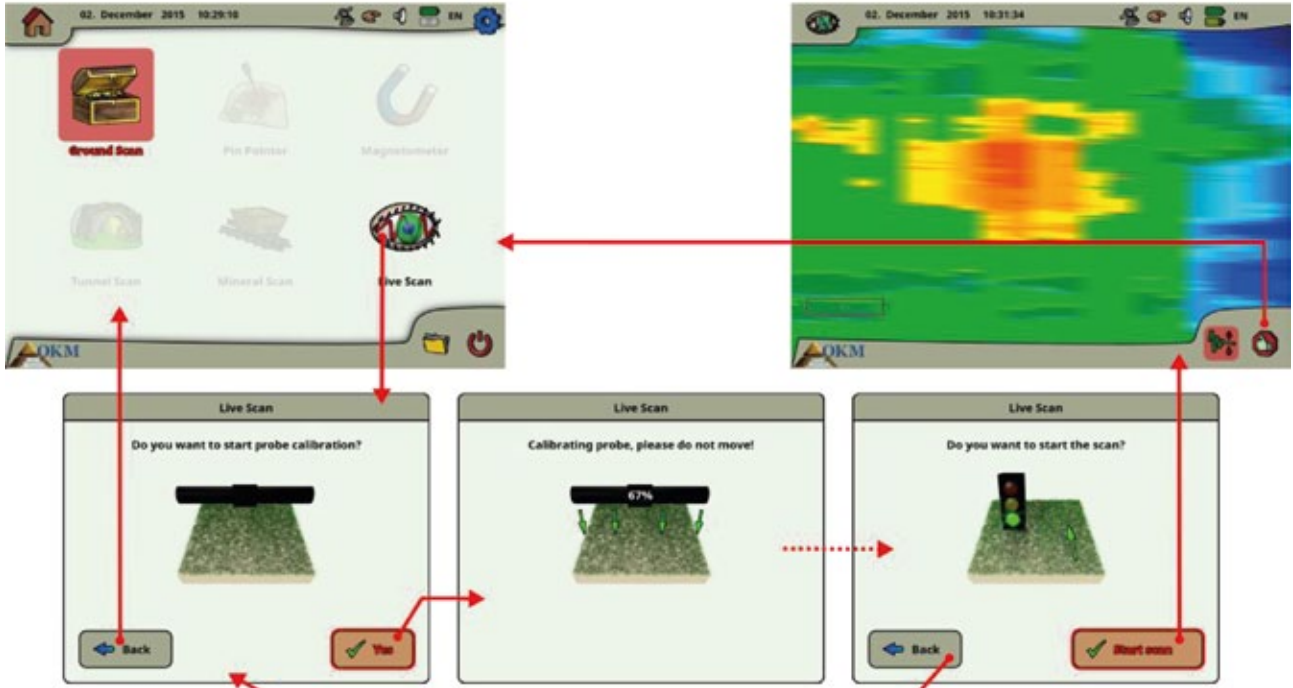 02. December 2015 10:29:10
EN
Ground Scan
Pin Pointer
Magnetometer
Tunnel Scan
Mineral Scan
Live Scan
OKM
02. December 2015 10:31:34
EN
OKM
Live Scan
Do you want to start probe calibration?
Back
Yes
Live Scan
Calibrating probe, please do not move!
67%
Live Scan
Do you want to start the scan?
Back
Start scan